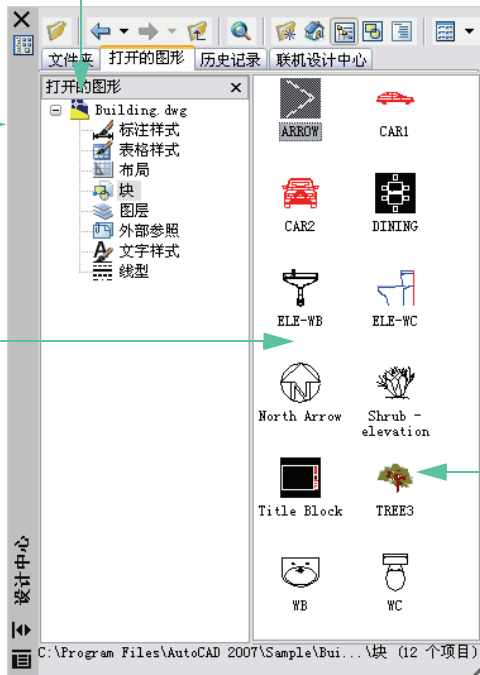 文件夹 打开的图形 历史记录 联机设计中心
打开的图形
Building.dwg
标注样式
表格样式
布局
块
图层
外部参照
文字样式
线型
ARROW CAR1
CAR2 DINING
ELE-WB ELE-WC
North Arrow Shrub -
elevation
Title Block TREE3
WB WC
设计中心
C:\Program Files\AutoCAD 2007\Sample\Bui...\块 (12 个项目)